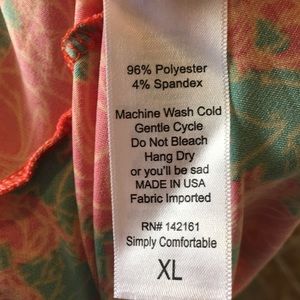 96% Polyester
4% Spandex
Machine Wash Cold
Gentle Cycle
Do Not Bleach
Hang Dry
or you'll be sad
MADE IN USA
Fabric Imported
RN# 142161
Simply Comfortable
XL